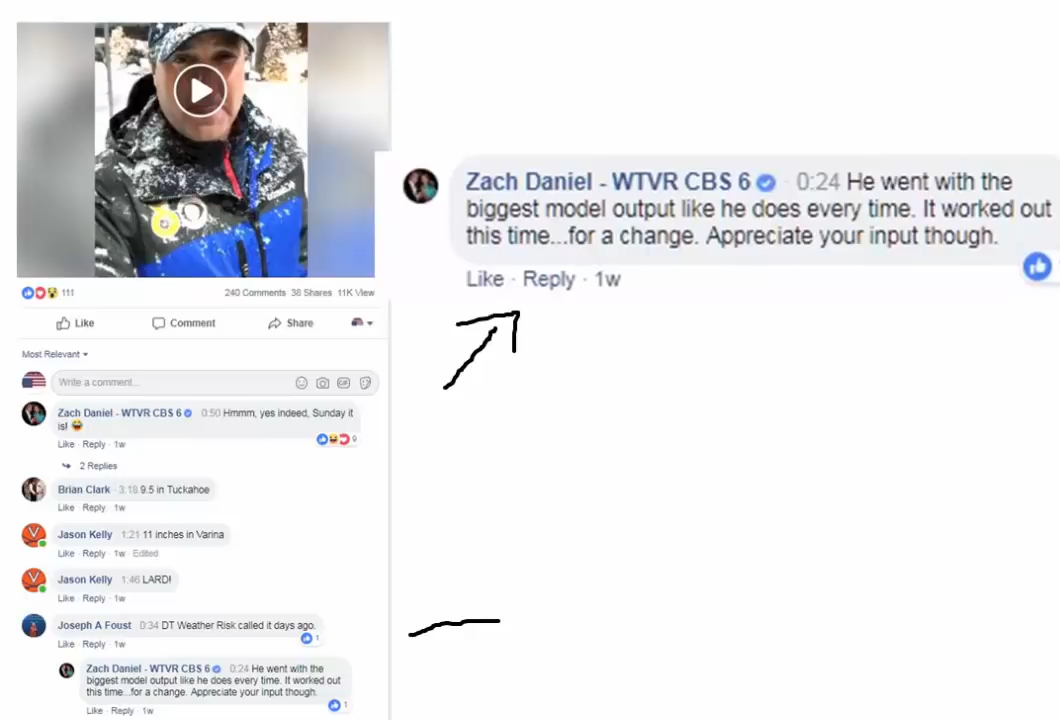 111 240 Comments 38 Shares 11K View
Like Comment Share
Most Relevant
Write a comment... GIF
Zach Daniel - WTVR CBS 6 0:50 Hmmm, yes indeed, Sunday it
is! 9
Like · Reply · 1w
2 Replies
Brian Clark · 3:18 9.5 in Tuckahoe
Like · Reply · 1w
Jason Kelly 1:21 11 inches in Varina
Like · Reply · 1w · Edited
Jason Kelly 1:46 LARD!
Like · Reply · 1w
Joseph A Foust 0:34 DT Weather Risk called it days ago.
1
Like · Reply · 1w
Zach Daniel - WTVR CBS 6 0:24 He went with the
biggest model output like he does every time. It worked out
this time...for a change. Appreciate your input though.
1
Like · Reply · 1w
Zach Daniel - WTVR CBS 6 · 0:24 He went with the
biggest model output like he does every time. It worked out
this time...for a change. Appreciate your input though.
Like · Reply · 1w